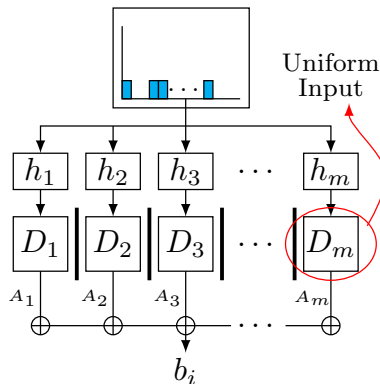 ...
Uniform
Input
h₁ h₂ h₃ ... hₘ
D₁ D₂ D₃ ... Dₘ
A₁ A₂ A₃ Aₘ
...
bᵢ